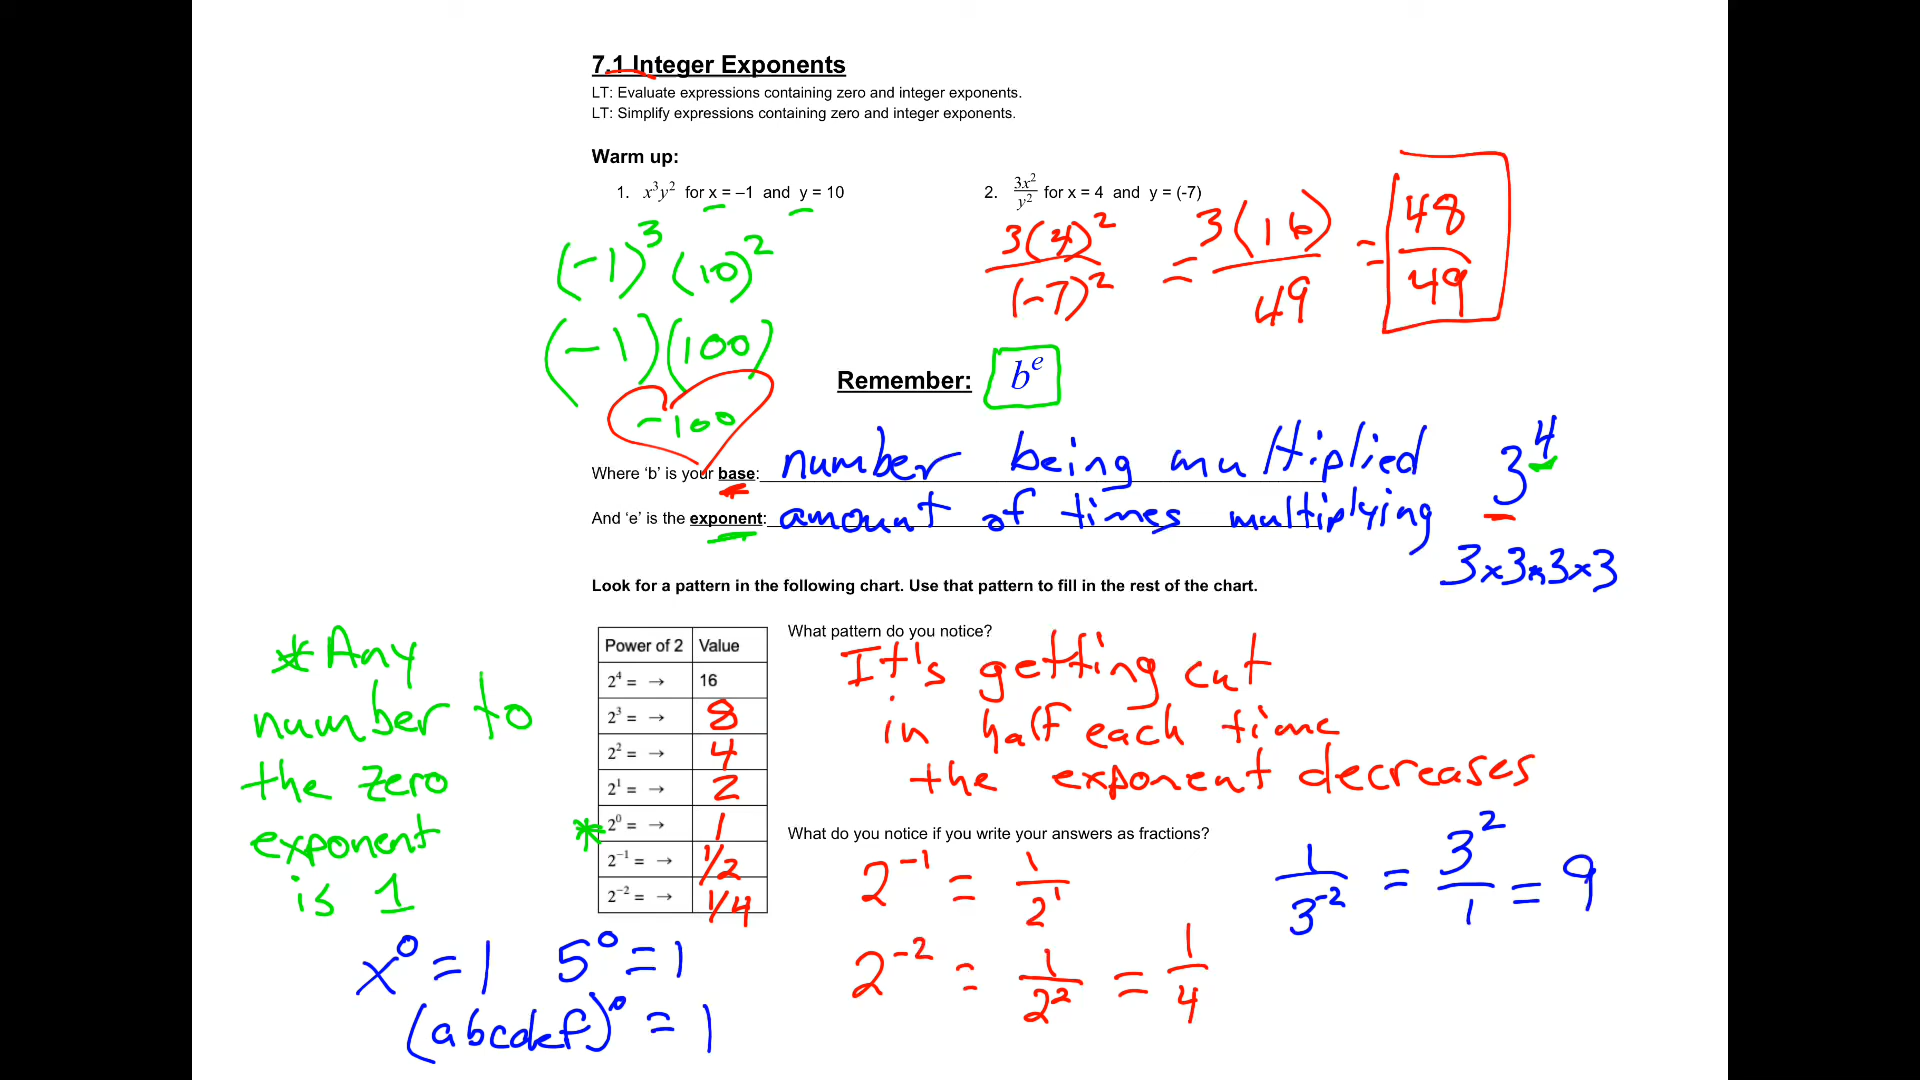 7.1 Integer Exponents
LT: Evaluate expressions containing zero and integer exponents.
LT: Simplify expressions containing zero and integer exponents.
Warm up:
1. x³y² for x = –1 and y = 10
(-1)³ (10)²
(-1)(100)
-100
2. 3x²/y² for x = 4 and y = (-7)
3(4)²/(-7)² = 3(16)/49 = 48/49
Remember: bᵉ
Where ‘b’ is your base: number being multiplied
And ‘e’ is the exponent: amount of times multiplying
3⁴
3x3x3x3
Look for a pattern in the following chart. Use that pattern to fill in the rest of the chart.
Power of 2 Value
2⁴ = → 16
2³ = → 8
2² = → 4
2¹ = → 2
* 2⁰ = → 1
2⁻¹ = → 1/2
2⁻² = → 1/4
*Any
number to
the zero
exponent
is 1
x⁰ = 1 5⁰ = 1
(abcdef)⁰ = 1
What pattern do you notice?
It's getting cut
in half each time
the exponent decreases
What do you notice if you write your answers as fractions?
2⁻¹ = 1/2¹
2⁻² = 1/2² = 1/4
1/3⁻² = 3²/1 = 9